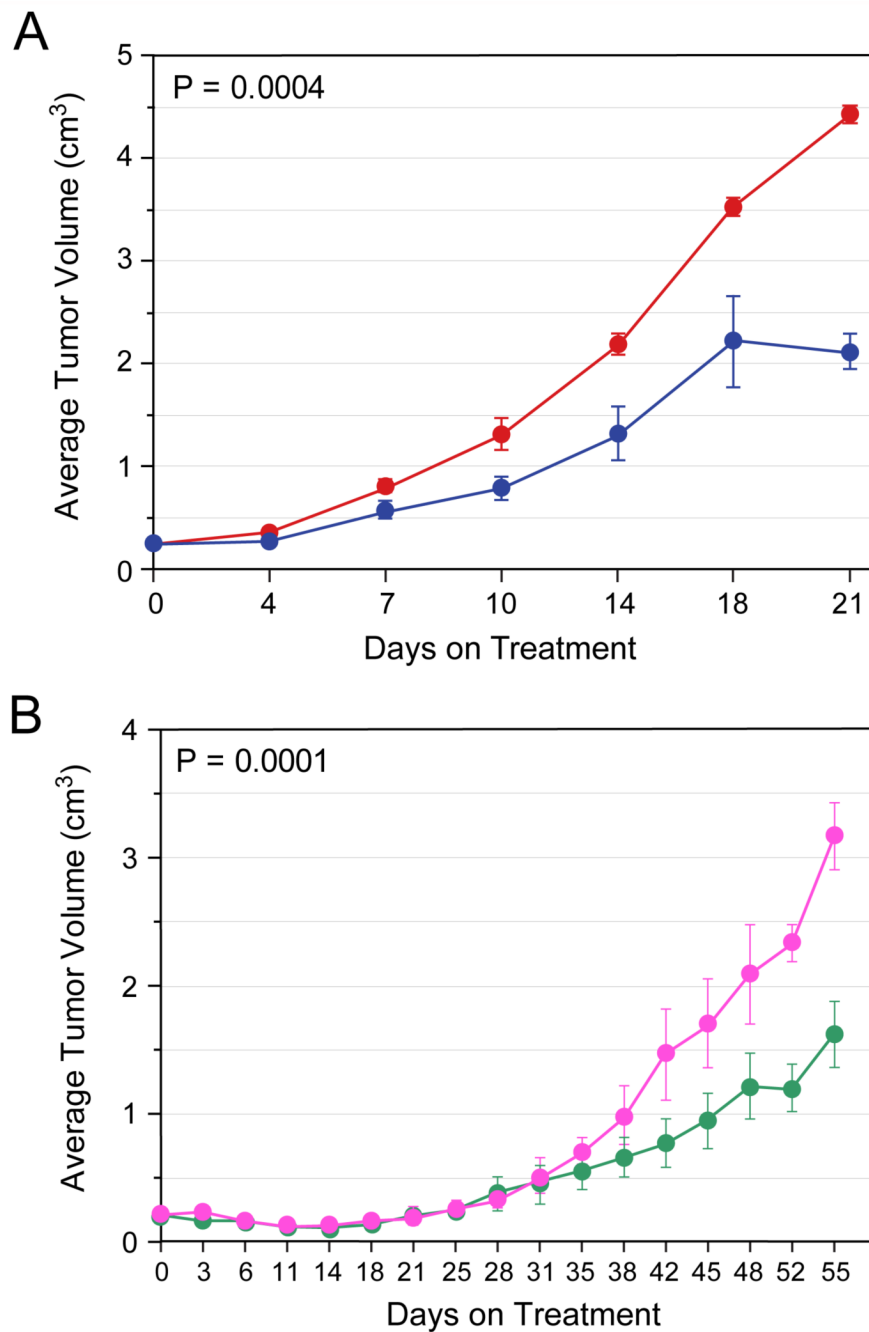 A
P = 0.0004
Average Tumor Volume (cm³)
5
4
3
2
1
0
0 4 7 10 14 18 21
Days on Treatment
B
P = 0.0001
Average Tumor Volume (cm³)
4
3
2
1
0
0 3 6 11 14 18 21 25 28 31 35 38 42 45 48 52 55
Days on Treatment